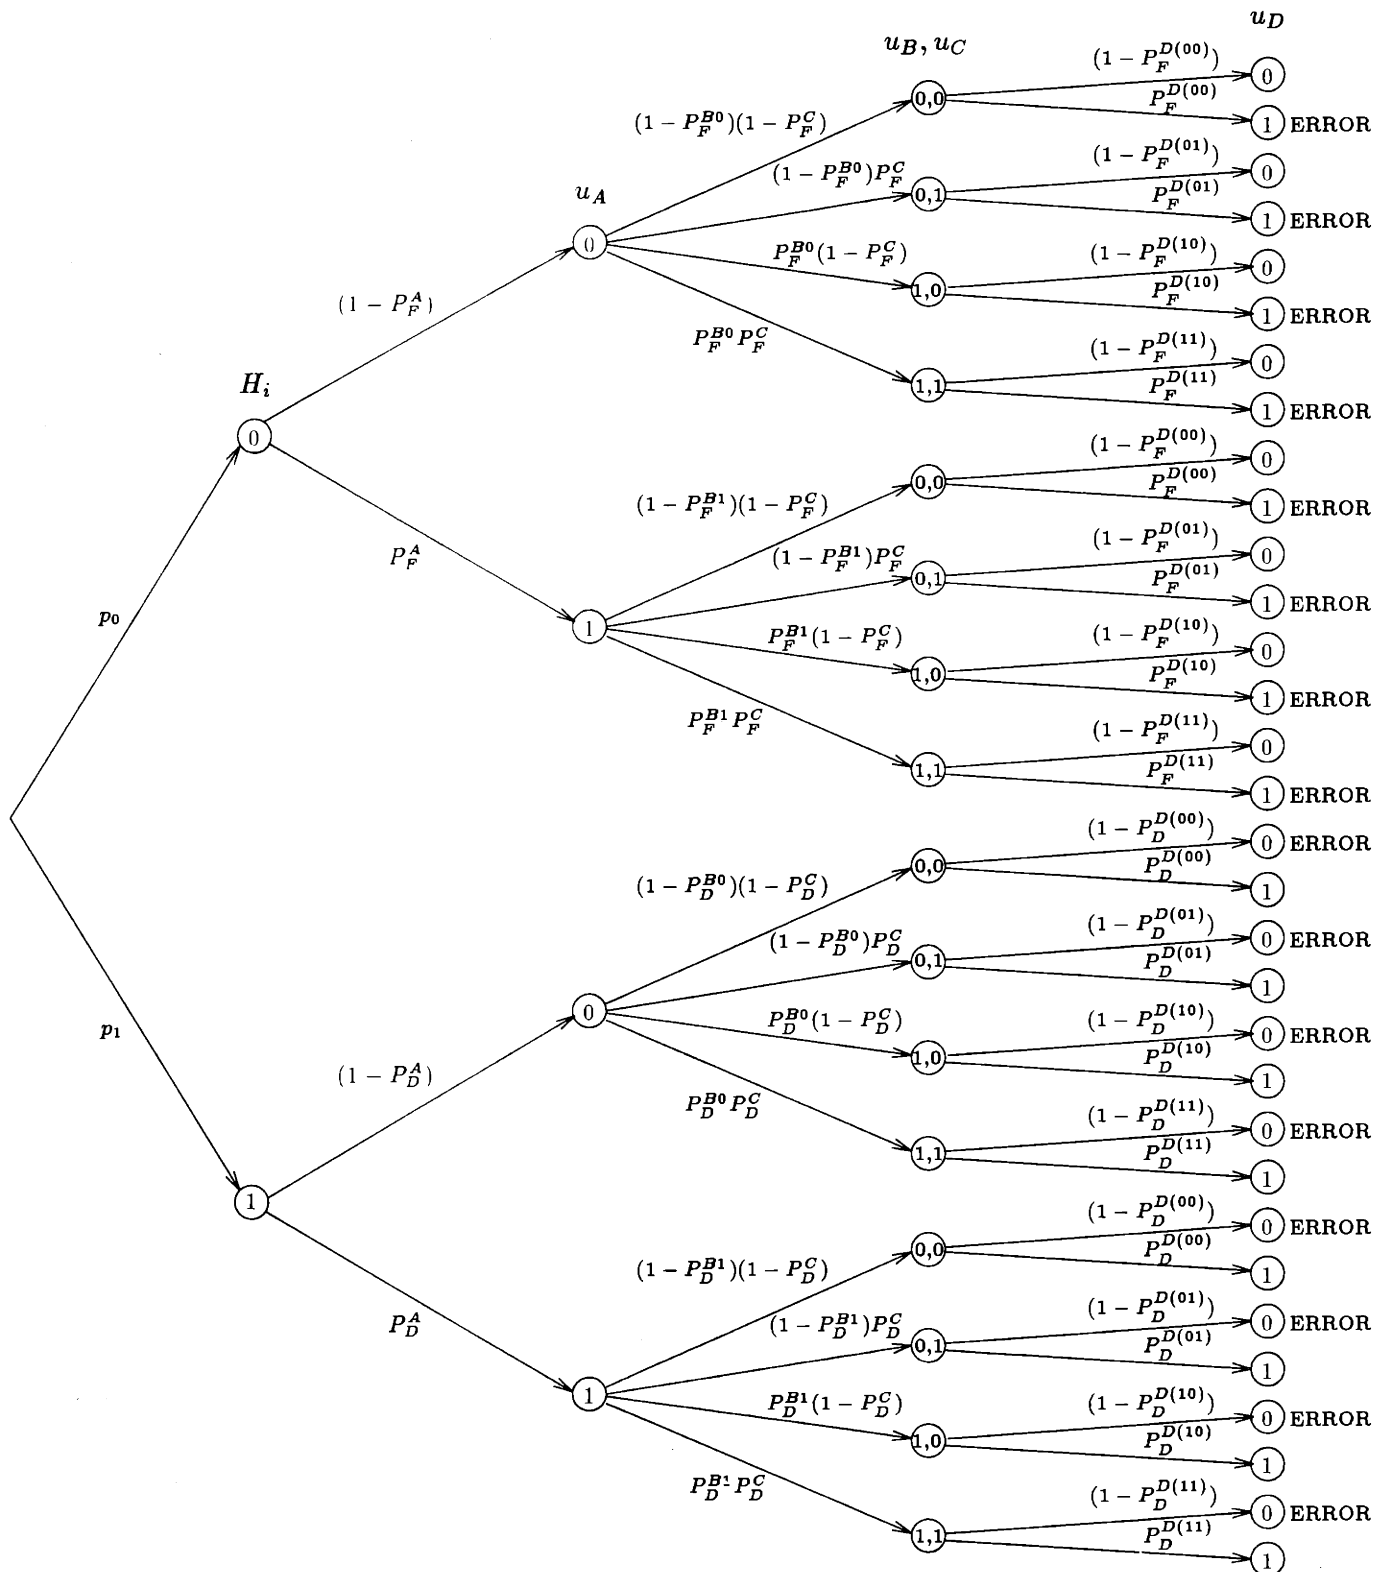 u_D
u_B, u_C
(1 − P_F^{D(00)})
0
0,0
P_F^{D(00)}
(1 − P_F^{B0})(1 − P_F^C)
1 ERROR
(1 − P_F^{D(01)})
0
(1 − P_F^{B0})P_F^C
u_A
0,1
P_F^{D(01)}
1 ERROR
0
P_F^{B0}(1 − P_F^C)
(1 − P_F^{D(10)})
0
1,0
P_F^{D(10)}
(1 − P_F^A)
1 ERROR
P_F^{B0} P_F^C
(1 − P_F^{D(11)})
0
H_i
1,1
P_F^{D(11)}
1 ERROR
0
(1 − P_F^{D(00)})
0
0,0
P_F^{D(00)}
(1 − P_F^{B1})(1 − P_F^C)
1 ERROR
P_F^A
(1 − P_F^{D(01)})
0
(1 − P_F^{B1})P_F^C
0,1
P_F^{D(01)}
1 ERROR
p_0
1
P_F^{B1}(1 − P_F^C)
(1 − P_F^{D(10)})
0
1,0
P_F^{D(10)}
1 ERROR
P_F^{B1} P_F^C
(1 − P_F^{D(11)})
0
1,1
P_F^{D(11)}
1 ERROR
(1 − P_D^{D(00)})
0 ERROR
0,0
P_D^{D(00)}
(1 − P_D^{B0})(1 − P_D^C)
1
(1 − P_D^{D(01)})
0 ERROR
(1 − P_D^{B0})P_D^C
0,1
P_D^{D(01)}
1
p_1
0
P_D^{B0}(1 − P_D^C)
(1 − P_D^{D(10)})
0 ERROR
1,0
P_D^{D(10)}
(1 − P_D^A)
1
P_D^{B0} P_D^C
(1 − P_D^{D(11)})
0 ERROR
1,1
P_D^{D(11)}
1
1
(1 − P_D^{D(00)})
0 ERROR
0,0
P_D^{D(00)}
(1 − P_D^{B1})(1 − P_D^C)
1
P_D^A
(1 − P_D^{D(01)})
0 ERROR
(1 − P_D^{B1})P_D^C
0,1
P_D^{D(01)}
1
1
P_D^{B1}(1 − P_D^C)
(1 − P_D^{D(10)})
0 ERROR
1,0
P_D^{D(10)}
1
P_D^{B1} P_D^C
(1 − P_D^{D(11)})
0 ERROR
1,1
P_D^{D(11)}
1